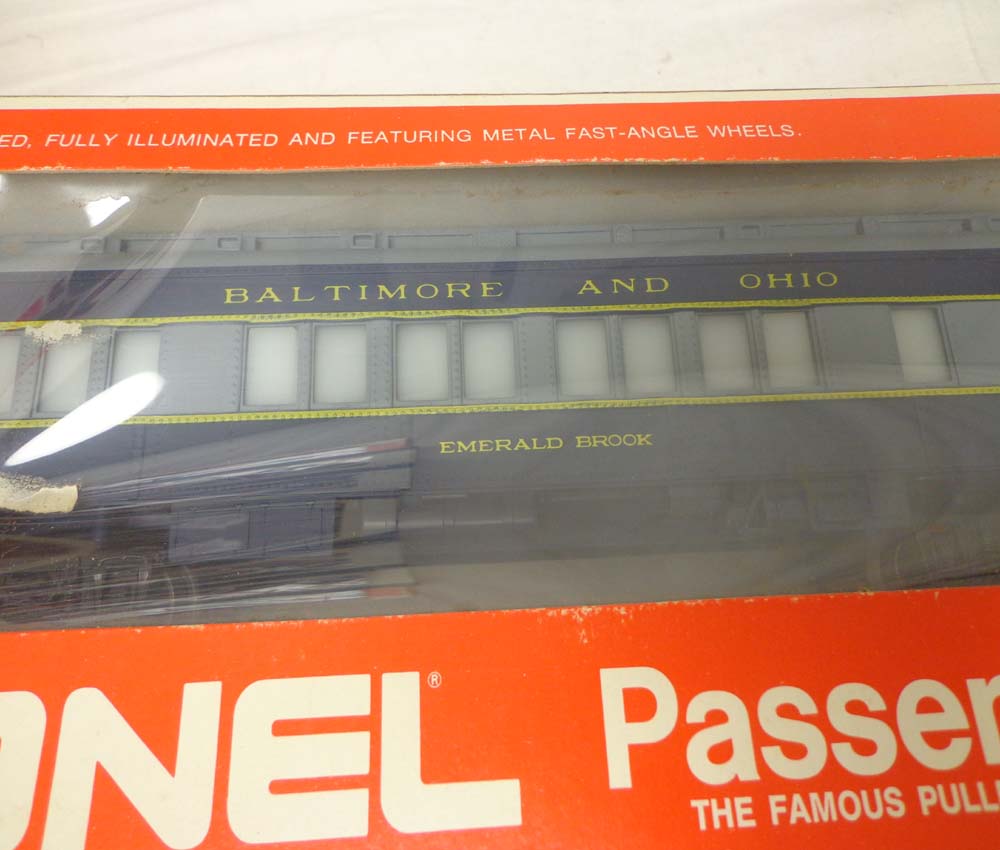 ED, FULLY ILLUMINATED AND FEATURING METAL FAST-ANGLE WHEELS.
BALTIMORE AND OHIO
EMERALD BROOK
ONEL® Passen
THE FAMOUS PULL